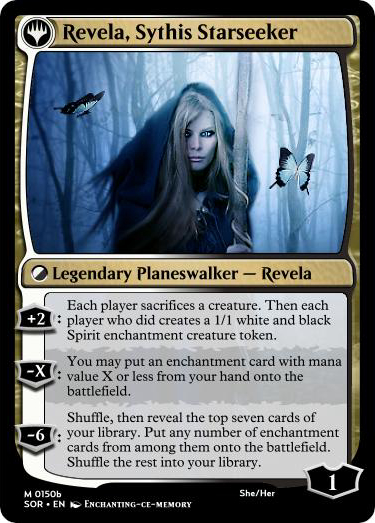 Revela, Sythis Starseeker
Legendary Planeswalker — Revela
+2: Each player sacrifices a creature. Then each
player who did creates a 1/1 white and black
Spirit enchantment creature token.
-X: You may put an enchantment card with mana
value X or less from your hand onto the
battlefield.
-6: Shuffle, then reveal the top seven cards of
your library. Put any number of enchantment
cards from among them onto the battlefield.
Shuffle the rest into your library.
1
M 0150b
She/Her
SOR • EN Enchanting-ce-memory